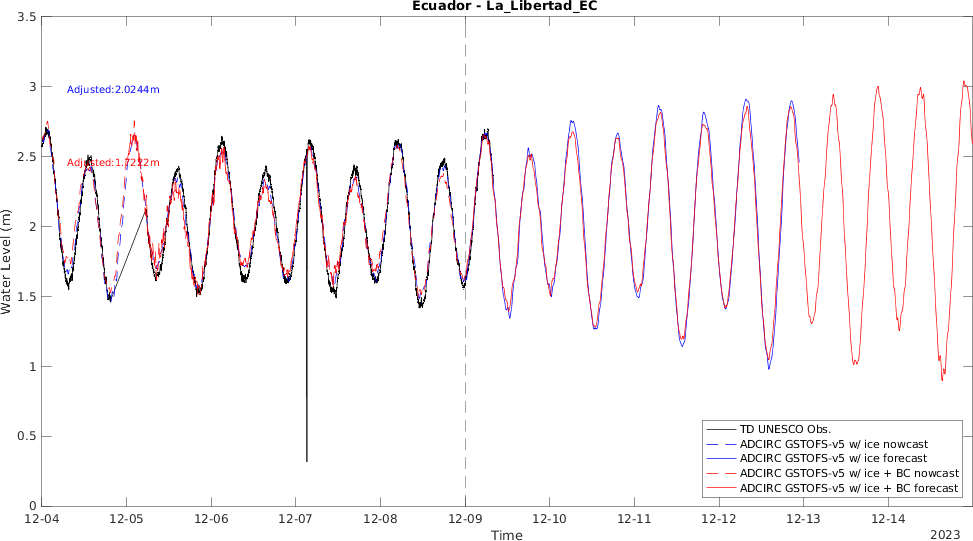 Ecuador - La_Libertad_EC
Water Level (m)
3.5
3
2.5
2
1.5
1
0.5
0
Adjusted:2.0244m
Adjusted:1.7222m
TD UNESCO Obs.
ADCIRC GSTOFS-v5 w/ ice nowcast
ADCIRC GSTOFS-v5 w/ ice forecast
ADCIRC GSTOFS-v5 w/ ice + BC nowcast
ADCIRC GSTOFS-v5 w/ ice + BC forecast
12-04 12-05 12-06 12-07 12-08 12-09 12-10 12-11 12-12 12-13 12-14
Time
2023